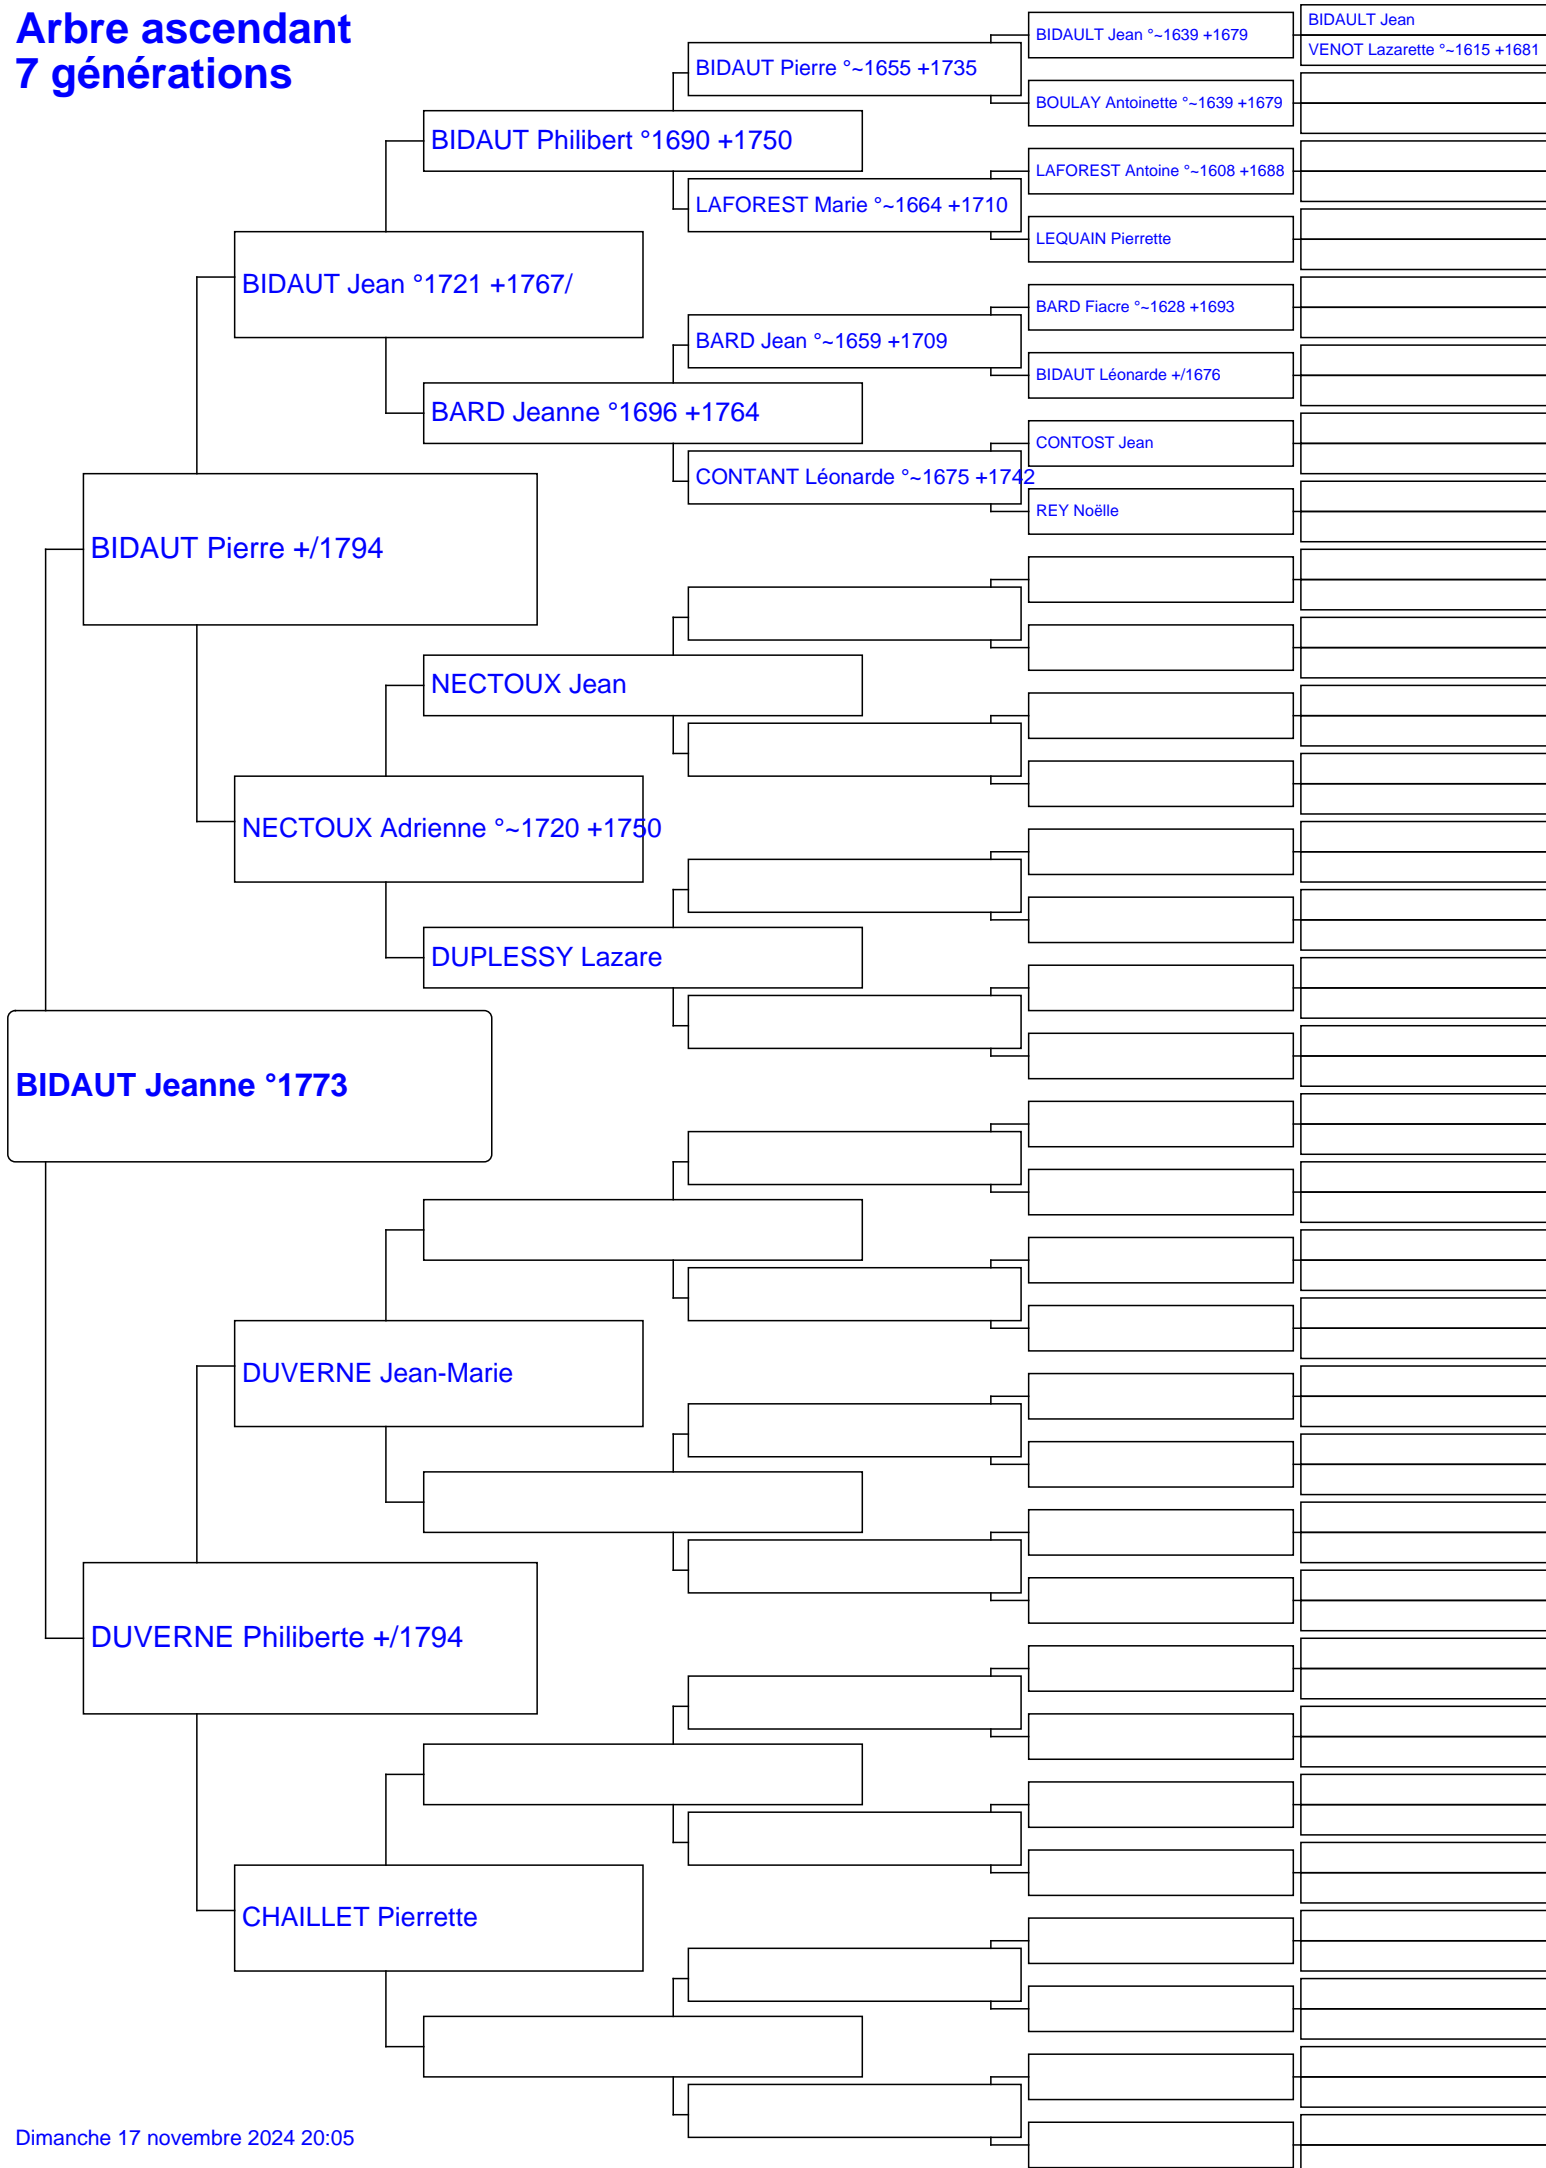 Arbre ascendant
7 générations
BIDAULT Jean
VENOT Lazarette °~1615 +1681
BIDAULT Jean °~1639 +1679
BIDAUT Pierre °~1655 +1735
BOULAY Antoinette °~1639 +1679
BIDAUT Philibert °1690 +1750
LAFOREST Antoine °~1608 +1688
LAFOREST Marie °~1664 +1710
LEQUAIN Pierrette
BIDAUT Jean °1721 +1767/
BARD Fiacre °~1628 +1693
BARD Jean °~1659 +1709
BIDAUT Léonarde +/1676
BARD Jeanne °1696 +1764
CONTOST Jean
CONTANT Léonarde °~1675 +1742
REY Noëlle
BIDAUT Pierre +/1794
NECTOUX Jean
NECTOUX Adrienne °~1720 +1750
DUPLESSY Lazare
BIDAUT Jeanne °1773
DUVERNE Jean-Marie
DUVERNE Philiberte +/1794
CHAILLET Pierrette
Dimanche 17 novembre 2024 20:05